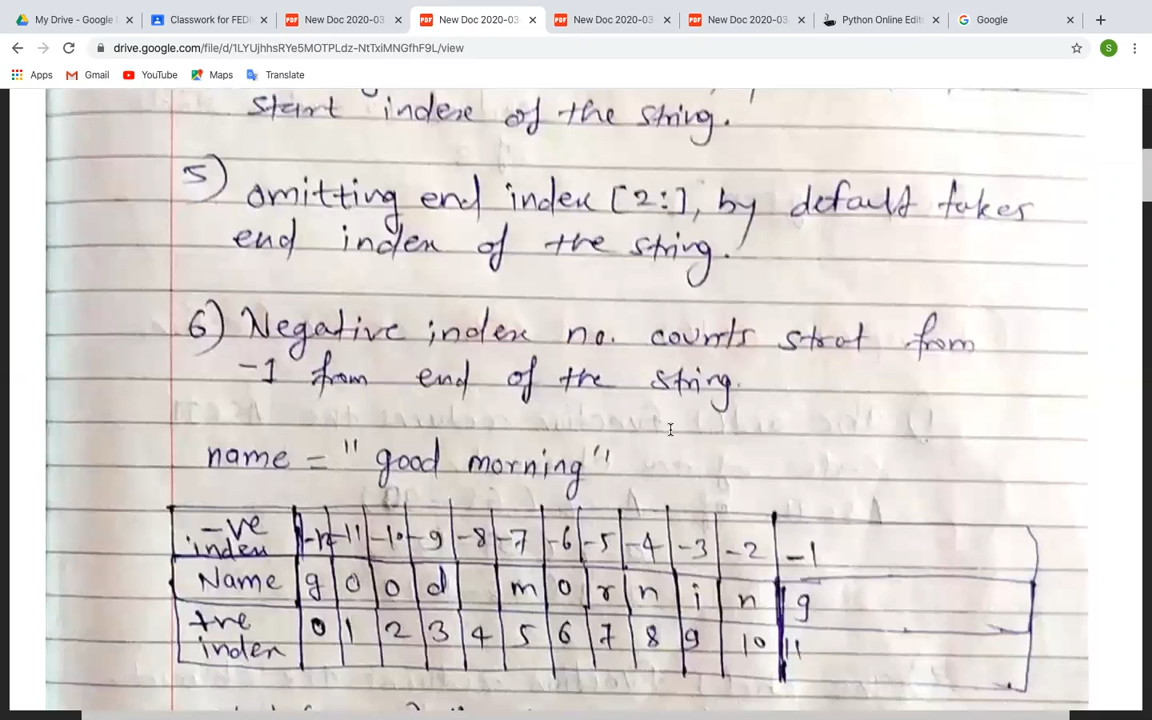 My Drive - Google
Classwork for FEDI
New Doc 2020-03
New Doc 2020-03
New Doc 2020-03
New Doc 2020-03
Python Online Edit
Google
drive.google.com/file/d/1LYUjhhsRYe5MOTPLdz-NtTxiMNGfhF9L/view
S
Apps
Gmail
YouTube
Maps
Translate
start index of the string.
5) omitting end index [2:], by default takes
end index of the string.
6) Negative index no. counts strat from
-1 from end of the string.
name = "good morning"
-ve index -12 -11 -10 -9 -8 -7 -6 -5 -4 -3 -2 -1
Name g o o d m o r n i n g
+ve index 0 1 2 3 4 5 6 7 8 9 10 11